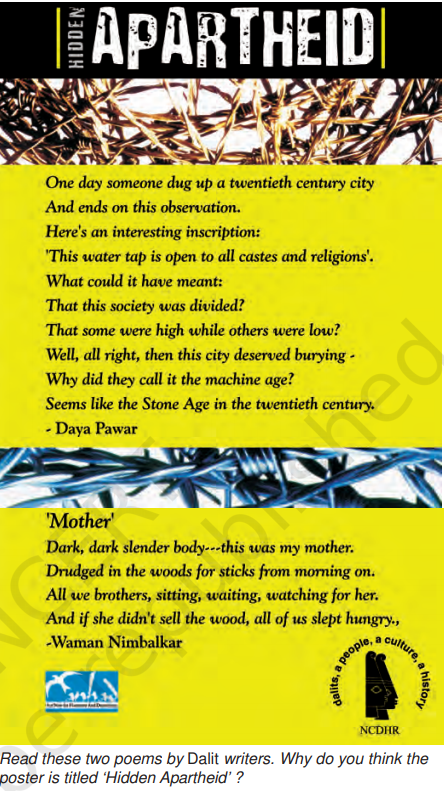 HIDDEN APARTHEID
One day someone dug up a twentieth century city
And ends on this observation.
Here's an interesting inscription:
'This water tap is open to all castes and religions'.
What could it have meant:
That this society was divided?
That some were high while others were low?
Well, all right, then this city deserved burying -
Why did they call it the machine age?
Seems like the Stone Age in the twentieth century.
- Daya Pawar
'Mother'
Dark, dark slender body---this was my mother.
Drudged in the woods for sticks from morning on.
All we brothers, sitting, waiting, watching for her.
And if she didn't sell the wood, all of us slept hungry.,
-Waman Nimbalkar
dalits, a people, a culture, a history
NCDHR
Read these two poems by Dalit writers. Why do you think the
poster is titled ‘Hidden Apartheid’ ?